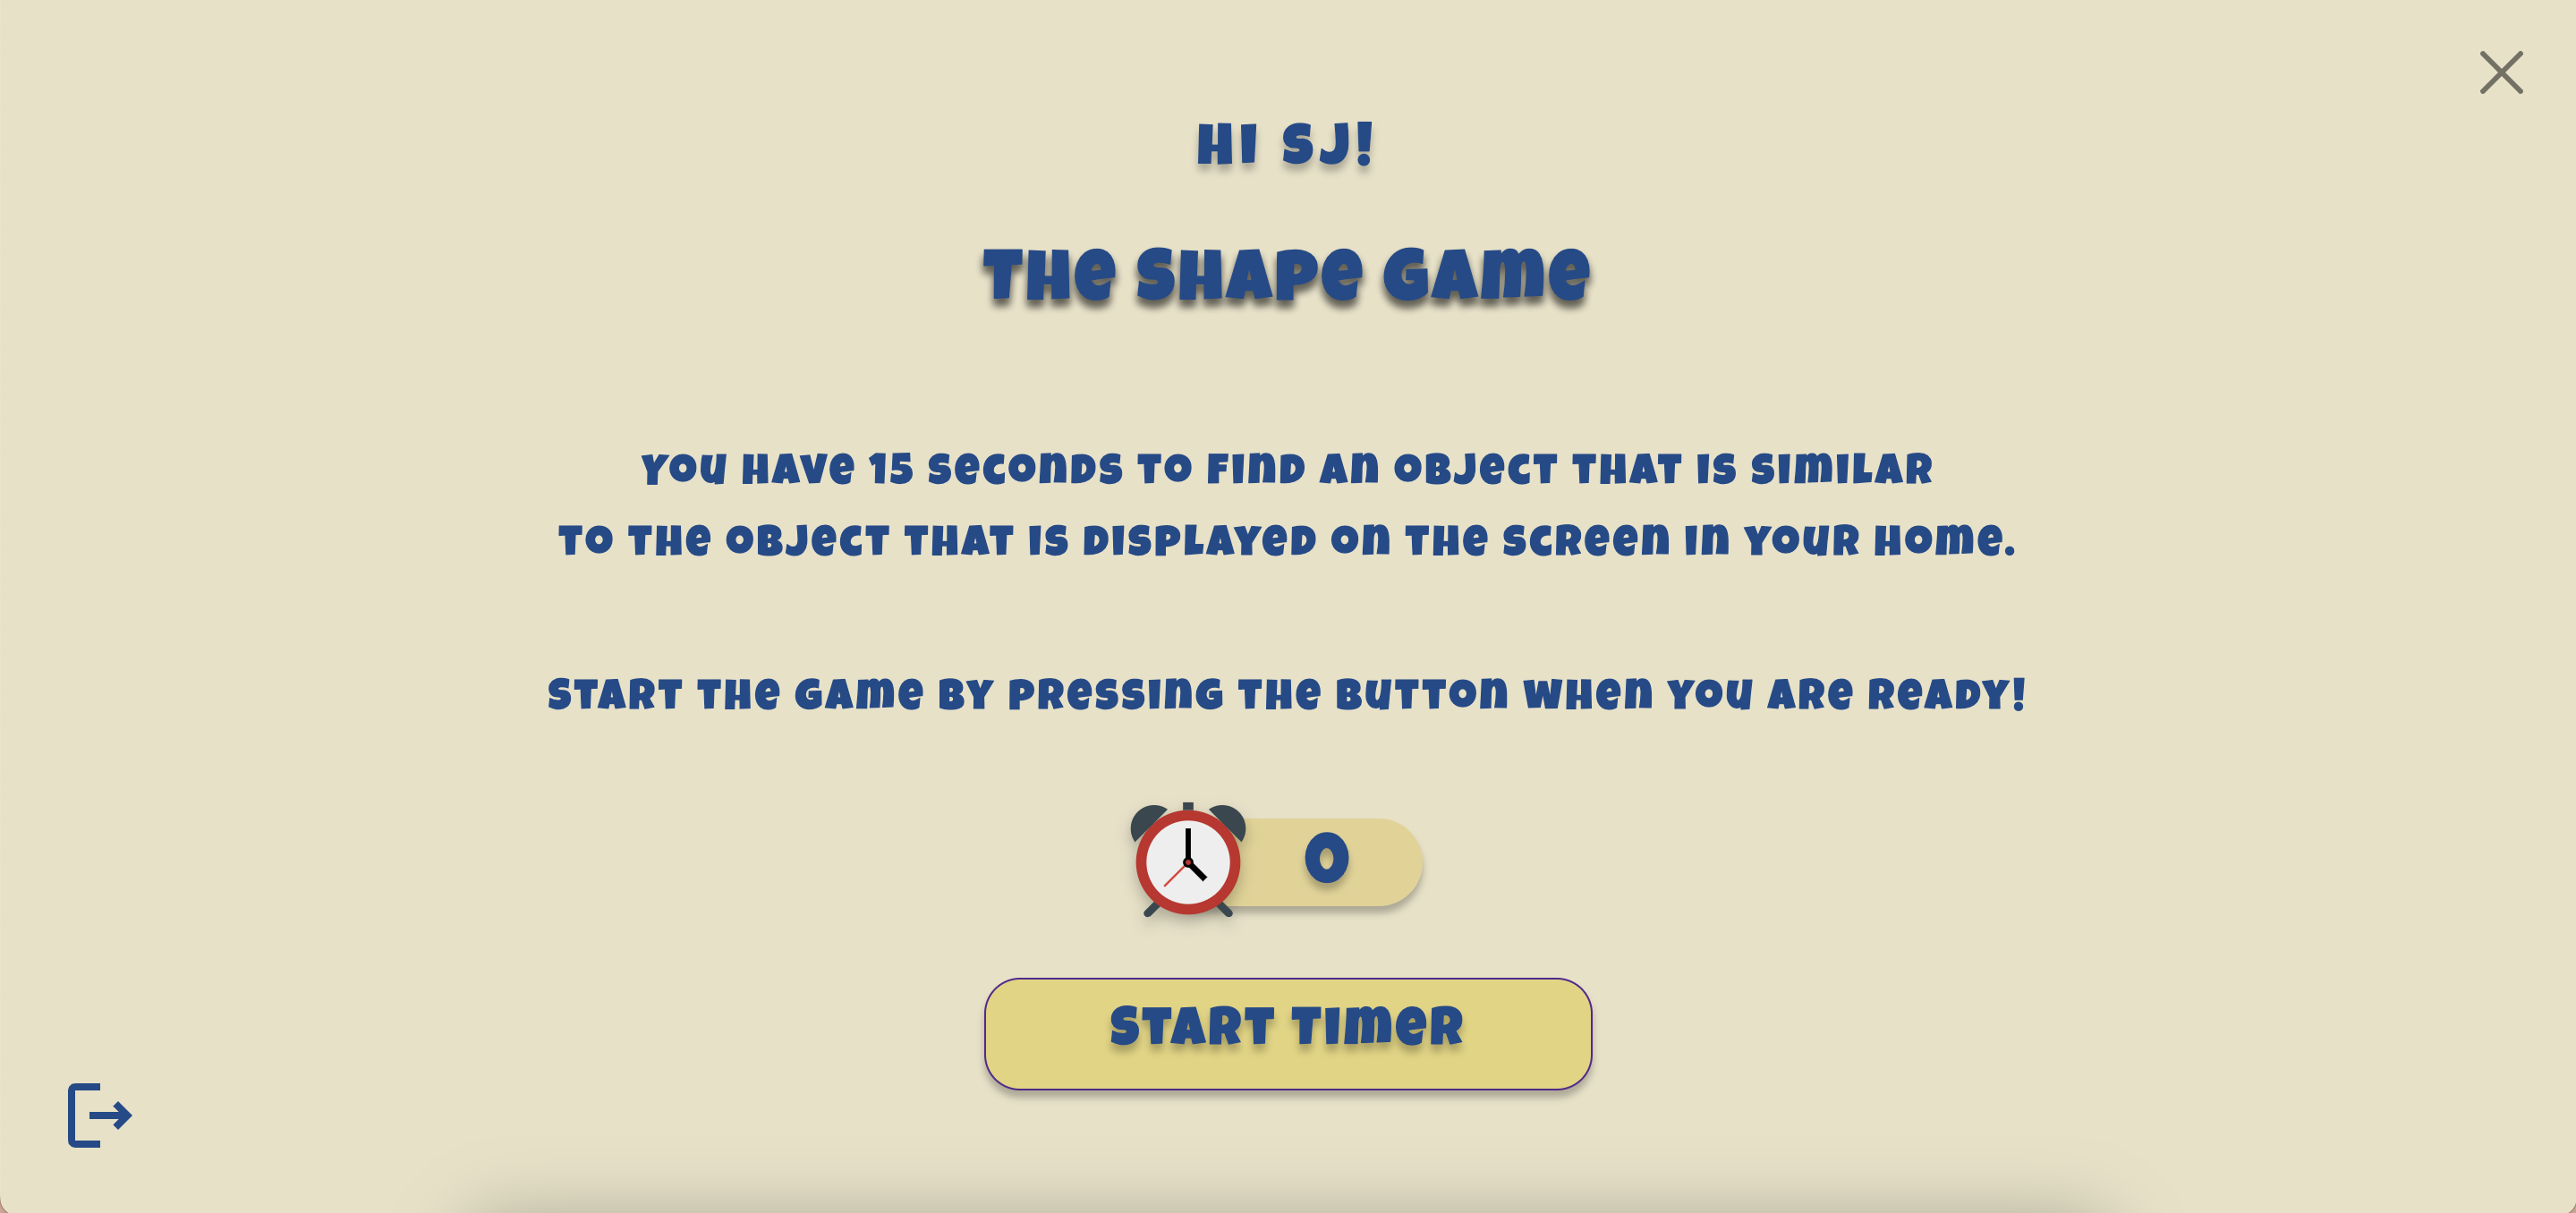 Hi SJ!
The Shape Game
You have 15 seconds to find an object that is similar
to the object that is displayed on the screen in your home.
Start the game by pressing the button when you are ready!
0
Start Timer